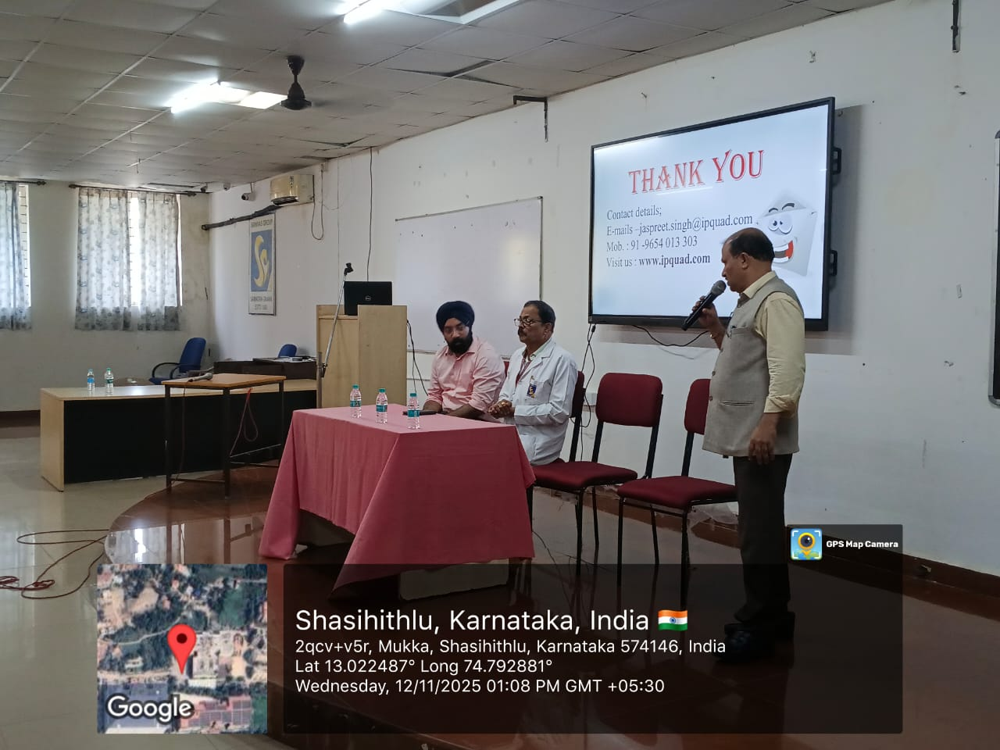 THANK YOU
Contact details;
E-mails –jaspreet.singh@ipquad.com
Mob. : 91 -9654 013 303
Visit us : www.ipquad.com
SRINIVAS GROUP
GPS Map Camera
Shasihithlu, Karnataka, India
2qcv+v5r, Mukka, Shasihithlu, Karnataka 574146, India
Lat 13.022487° Long 74.792881°
Wednesday, 12/11/2025 01:08 PM GMT +05:30
Google